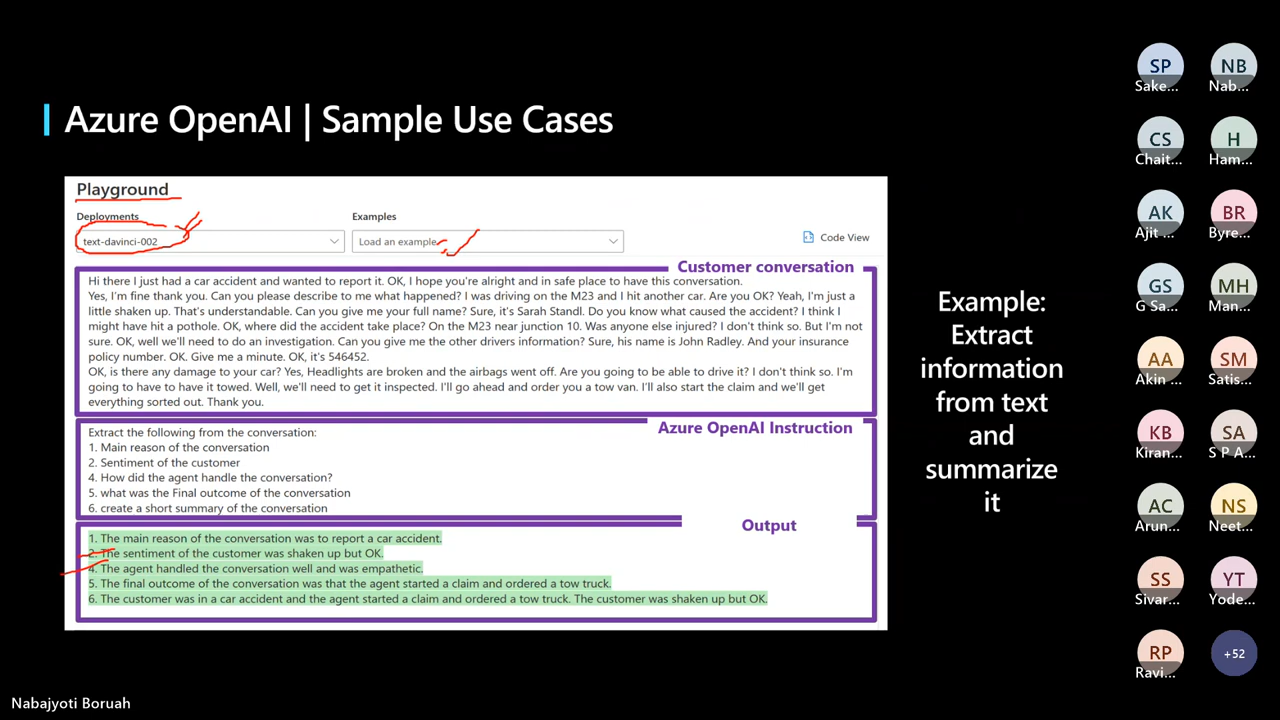 Azure OpenAI | Sample Use Cases
Playground
Deployments
Examples
text-davinci-002
Load an example
Code View
Customer conversation
Hi there I just had a car accident and wanted to report it. OK, I hope you're alright and in safe place to have this conversation.
Yes, I'm fine thank you. Can you please describe to me what happened? I was driving on the M23 and I hit another car. Are you OK? Yeah, I'm just a
little shaken up. That's understandable. Can you give me your full name? Sure, it's Sarah Standl. Do you know what caused the accident? I think I
might have hit a pothole. OK, where did the accident take place? On the M23 near junction 10. Was anyone else injured? I don't think so. But I'm not
sure. OK, well we'll need to do an investigation. Can you give me the other drivers information? Sure, his name is John Radley. And your insurance
policy number. OK. Give me a minute. OK, it's 546452.
OK, is there any damage to your car? Yes, Headlights are broken and the airbags went off. Are you going to be able to drive it? I don't think so. I'm
going to have to have it towed. Well, we'll need to get it inspected. I'll go ahead and order you a tow van. I'll also start the claim and we'll get
everything sorted out. Thank you.
Azure OpenAI Instruction
Extract the following from the conversation:
1. Main reason of the conversation
2. Sentiment of the customer
4. How did the agent handle the conversation?
5. what was the Final outcome of the conversation
6. create a short summary of the conversation
Output
1. The main reason of the conversation was to report a car accident.
2. The sentiment of the customer was shaken up but OK.
4. The agent handled the conversation well and was empathetic.
5. The final outcome of the conversation was that the agent started a claim and ordered a tow truck.
6. The customer was in a car accident and the agent started a claim and ordered a tow truck. The customer was shaken up but OK.
Example:
Extract
information
from text
and
summarize
it
SP
Sake...
NB
Nab...
CS
Chait...
H
Ham...
AK
Ajit ...
BR
Byre...
GS
G Sa...
MH
Man...
AA
Akin ...
SM
Satis...
KB
Kiran...
SA
S P A...
AC
Arun...
NS
Neet...
SS
Sivar...
YT
Yode...
RP
Ravi...
+52
Nabajyoti Boruah